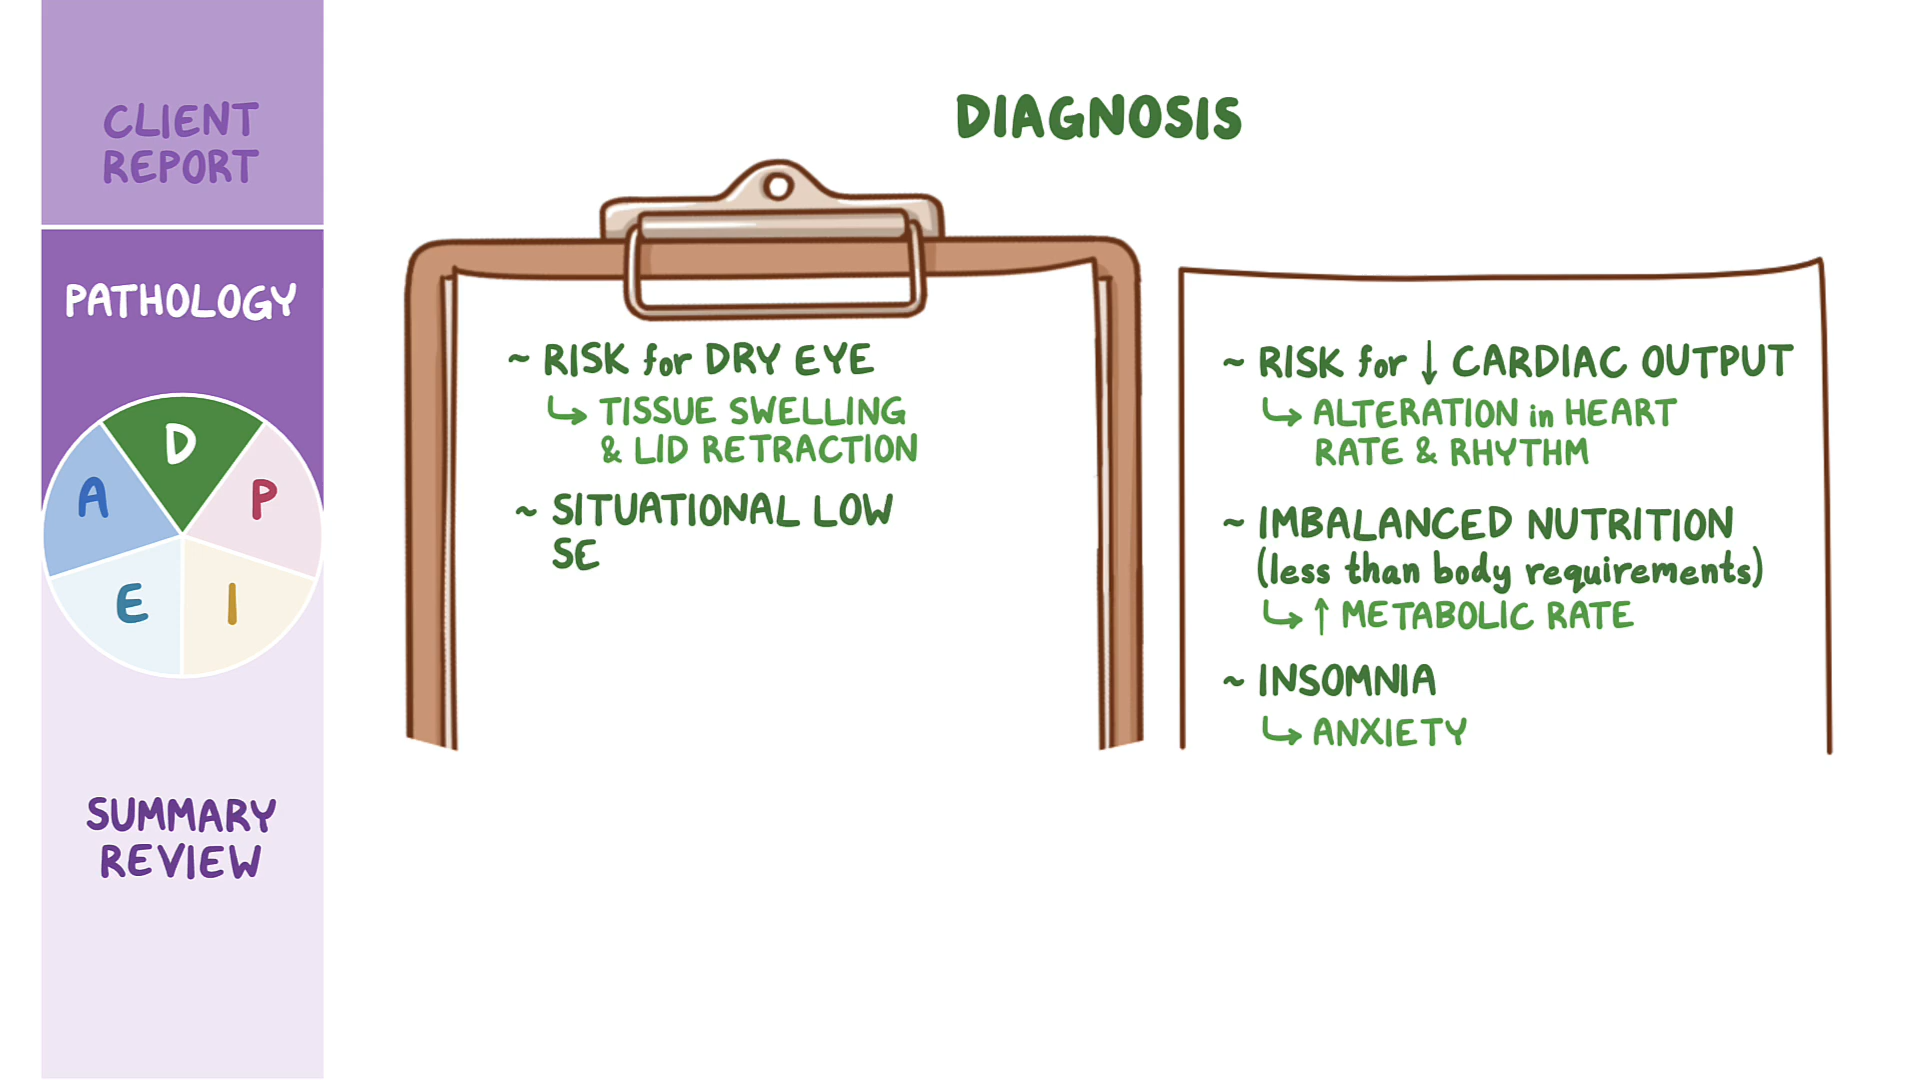 CLIENT
REPORT
PATHOLOGY
A
D
P
E
I
SUMMARY
REVIEW
DIAGNOSIS
~ RISK for DRY EYE
↳ TISSUE SWELLING
& LID RETRACTION
~ SITUATIONAL LOW
SE
~ RISK for ↓ CARDIAC OUTPUT
↳ ALTERATION in HEART
RATE & RHYTHM
~ IMBALANCED NUTRITION
(less than body requirements)
↳ ↑ METABOLIC RATE
~ INSOMNIA
↳ ANXIETY